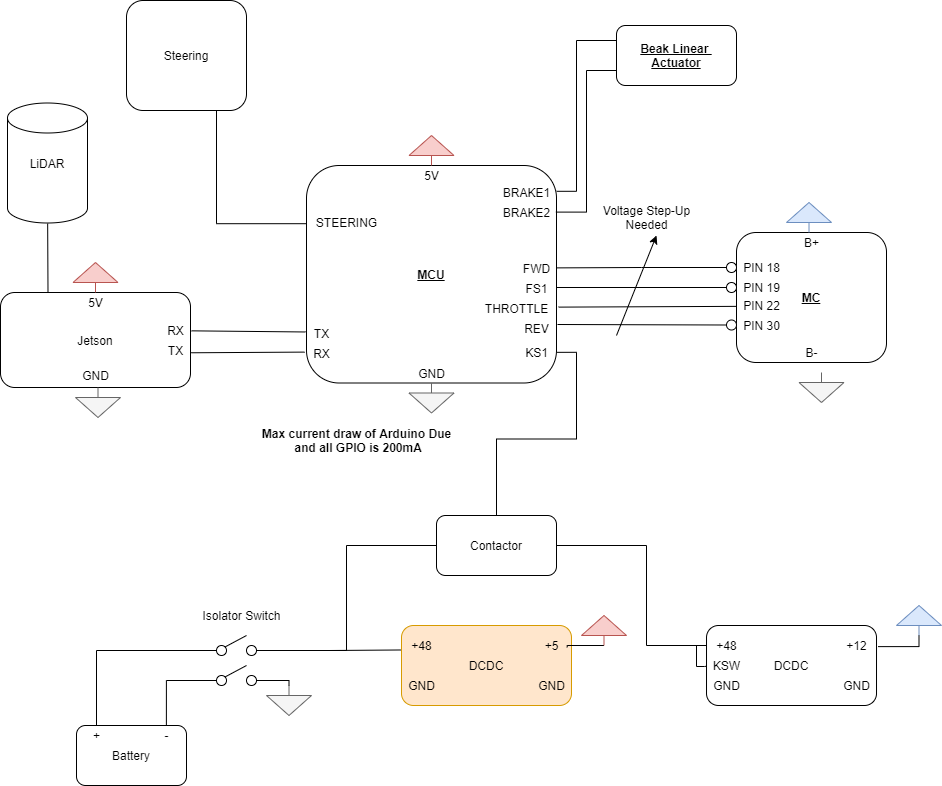 Steering
Beak Linear
Actuator
LiDAR
5V
BRAKE1
BRAKE2
STEERING
MCU
FWD
FS1
THROTTLE
REV
KS1
TX
RX
GND
Voltage Step-Up
Needed
B+
PIN 18
PIN 19
MC
PIN 22
PIN 30
B-
5V
RX
Jetson
TX
GND
Max current draw of Arduino Due
and all GPIO is 200mA
Contactor
Isolator Switch
+48
+5
DCDC
GND
GND
+48
+12
KSW
DCDC
GND
GND
+
-
Battery